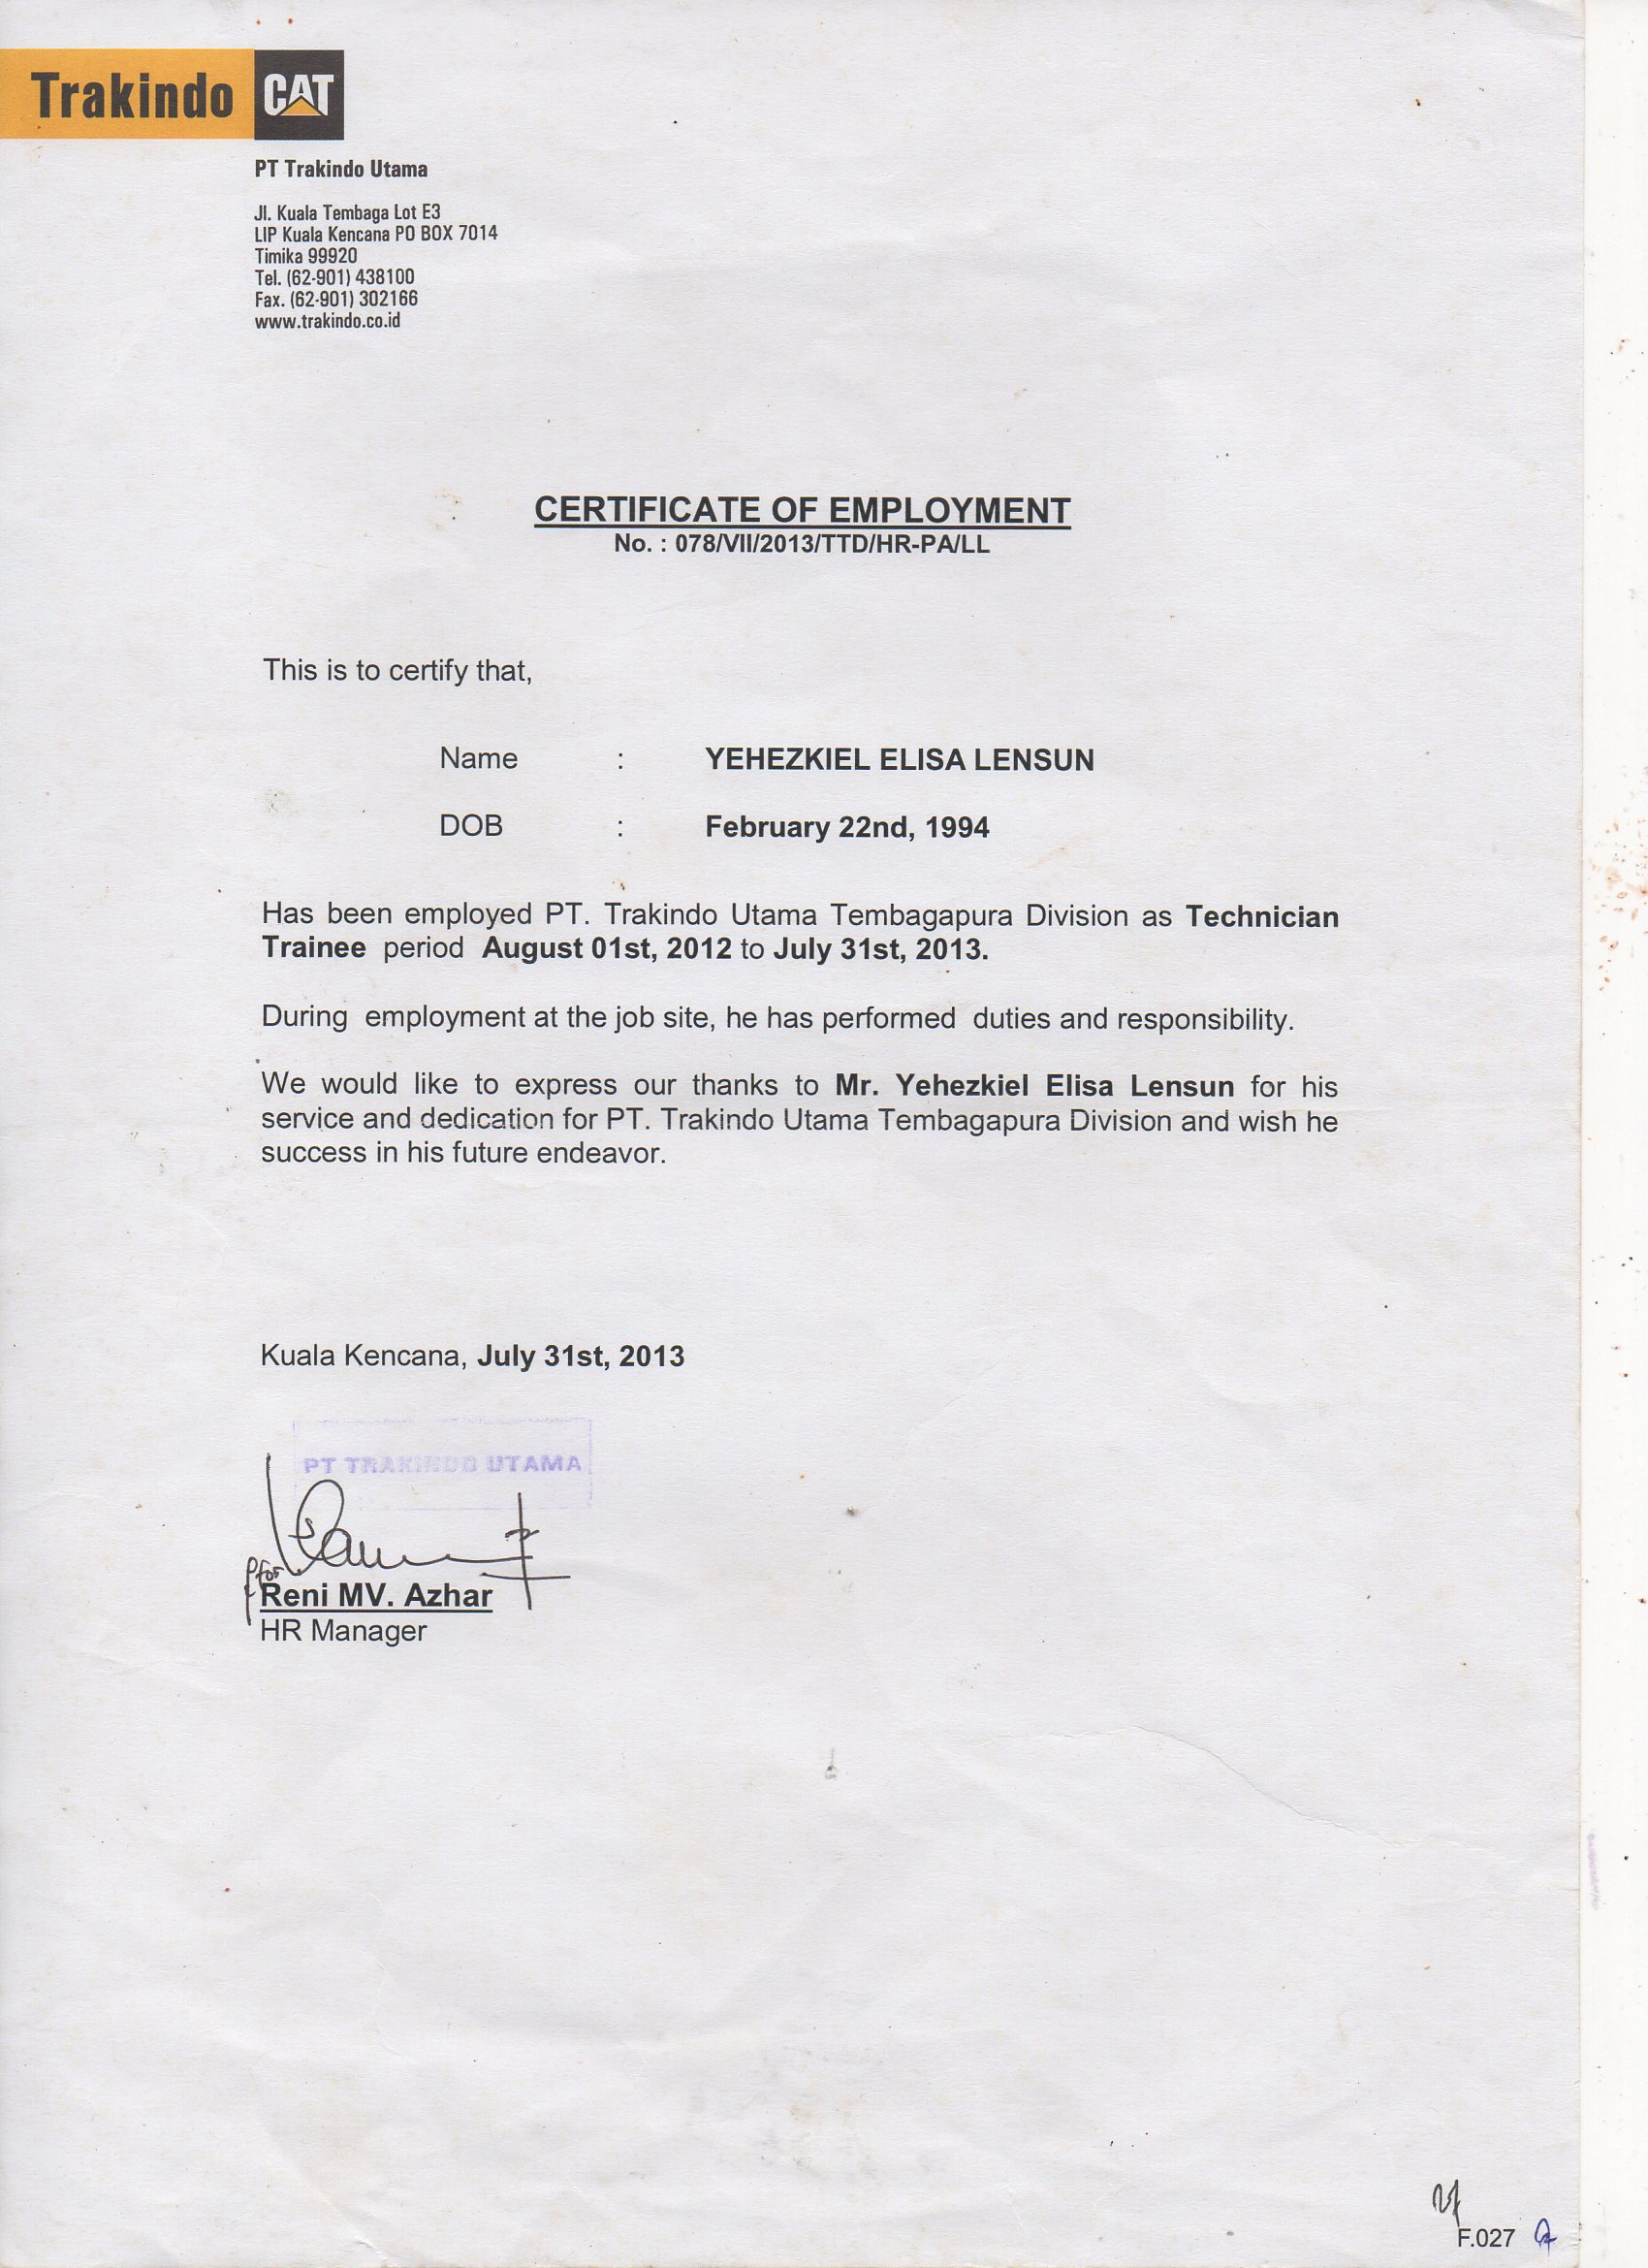 Trakindo CAT
PT Trakindo Utama
Jl. Kuala Tembaga Lot E3
LIP Kuala Kencana PO BOX 7014
Timika 99920
Tel. (62-901) 438100
Fax. (62-901) 302166
www.trakindo.co.id
CERTIFICATE OF EMPLOYMENT
No. : 078/VII/2013/TTD/HR-PA/LL
This is to certify that,
Name : YEHEZKIEL ELISA LENSUN
DOB : February 22nd, 1994
Has been employed PT. Trakindo Utama Tembagapura Division as Technician
Trainee period August 01st, 2012 to July 31st, 2013.
During employment at the job site, he has performed duties and responsibility.
We would like to express our thanks to Mr. Yehezkiel Elisa Lensun for his
service and dedication for PT. Trakindo Utama Tembagapura Division and wish he
success in his future endeavor.
Kuala Kencana, July 31st, 2013
PT TRAKINDO UTAMA
for
Reni MV. Azhar
HR Manager
F.027